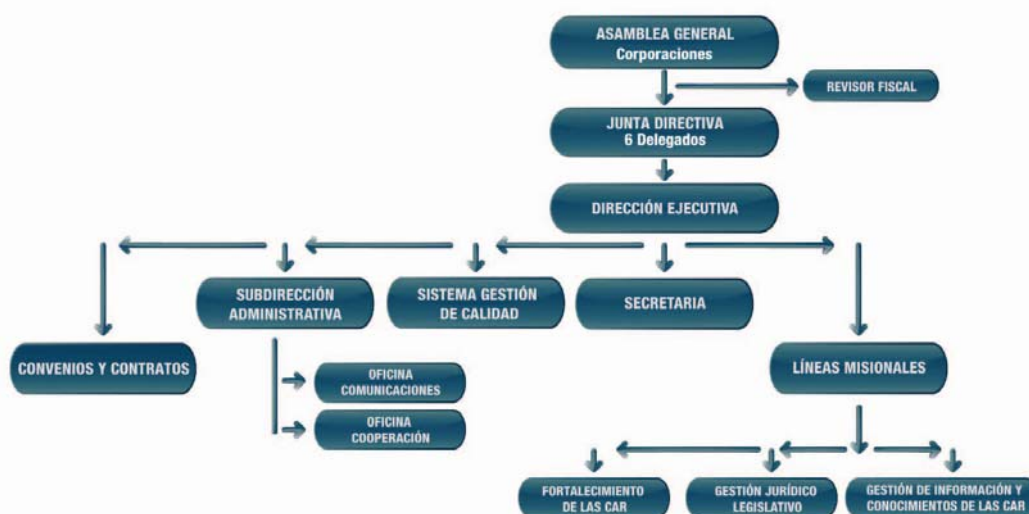 ASAMBLEA GENERAL
Corporaciones
REVISOR FISCAL
JUNTA DIRECTIVA
6 Delegados
DIRECCIÓN EJECUTIVA
SUBDIRECCIÓN
ADMINISTRATIVA
SISTEMA GESTIÓN
DE CALIDAD
SECRETARIA
CONVENIOS Y CONTRATOS
LÍNEAS MISIONALES
OFICINA
COMUNICACIONES
OFICINA
COOPERACIÓN
FORTALECIMIENTO
DE LAS CAR
GESTIÓN JURÍDICO
LEGISLATIVO
GESTIÓN DE INFORMACIÓN Y
CONOCIMIENTOS DE LAS CAR